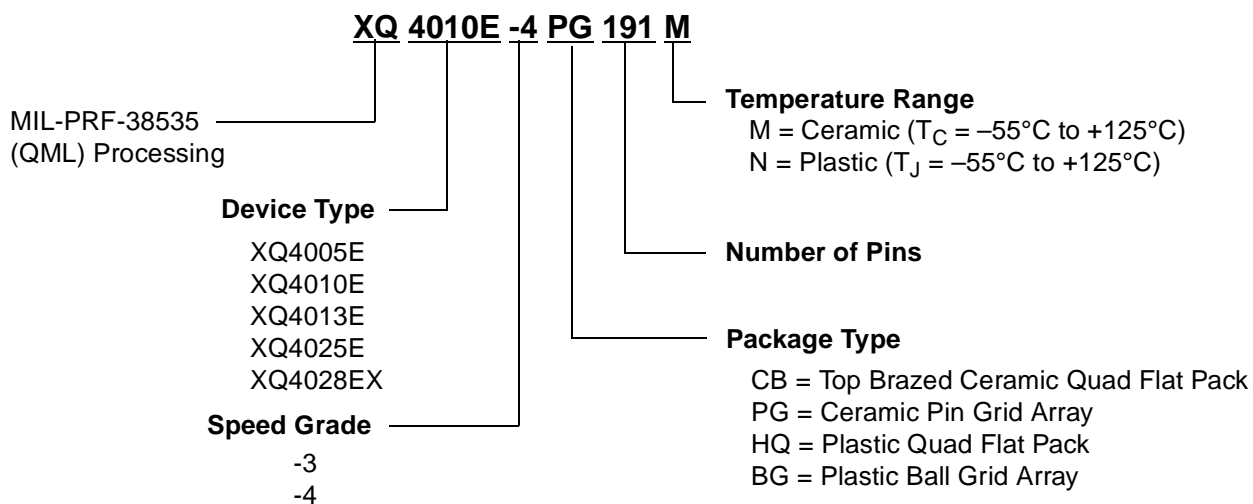 XQ 4010E -4 PG 191 M
MIL-PRF-38535
(QML) Processing
Device Type
XQ4005E
XQ4010E
XQ4013E
XQ4025E
XQ4028EX
Speed Grade
-3
-4
Temperature Range
M = Ceramic (TC = –55°C to +125°C)
N = Plastic (TJ = –55°C to +125°C)
Number of Pins
Package Type
CB = Top Brazed Ceramic Quad Flat Pack
PG = Ceramic Pin Grid Array
HQ = Plastic Quad Flat Pack
BG = Plastic Ball Grid Array